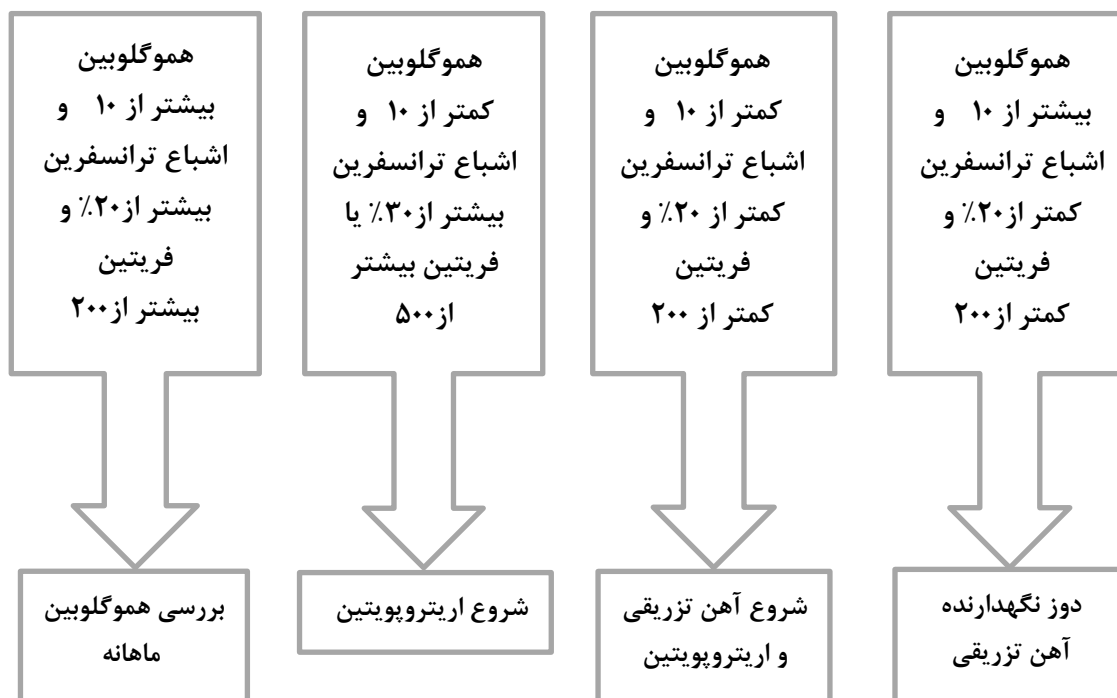 هموگلوبین
بیشتر از ۱۰ و
اشباع ترانسفرین
کمتر از۲۰٪ و
فریتین
کمتر از۲۰۰
هموگلوبین
کمتر از ۱۰ و
اشباع ترانسفرین
کمتر از ۲۰٪ و
فریتین
کمتر از ۲۰۰
هموگلوبین
کمتر از ۱۰ و
اشباع ترانسفرین
بیشتر از۳۰٪ یا
فریتین بیشتر
از۵۰۰
هموگلوبین
بیشتر از ۱۰ و
اشباع ترانسفرین
بیشتر از۲۰٪ و
فریتین
بیشتر از۲۰۰
دوز نگهدارنده
آهن تزریقی
شروع آهن تزریقی
و اریتروپویتین
شروع اریتروپویتین
بررسی هموگلوبین
ماهانه